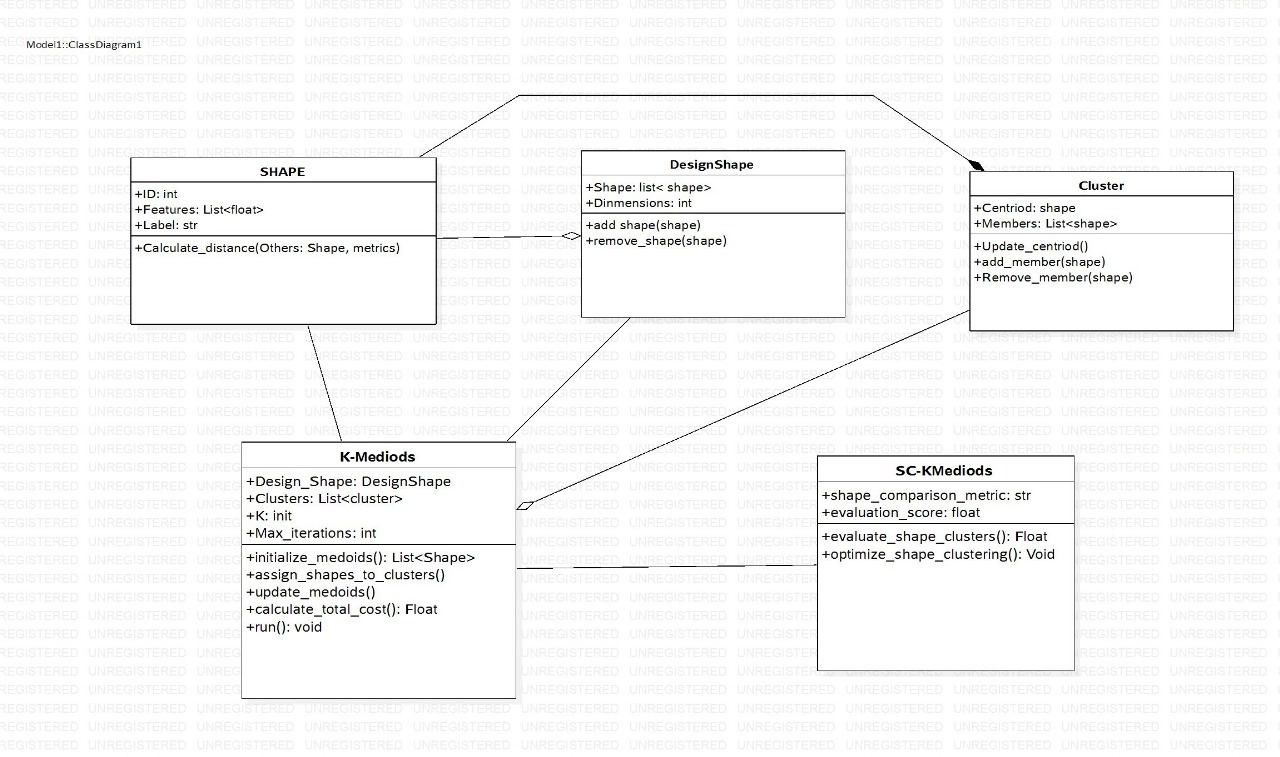 Model1::ClassDiagram1
SHAPE
+ID: int
+Features: List<float>
+Label: str
+Calculate_distance(Others: Shape, metrics)
DesignShape
+Shape: list< shape>
+Dinmensions: int
+add shape(shape)
+remove_shape(shape)
Cluster
+Centriod: shape
+Members: List<shape>
+Update_centriod()
+add_member(shape)
+Remove_member(shape)
K-Mediods
+Design_Shape: DesignShape
+Clusters: List<cluster>
+K: init
+Max_iterations: int
+initialize_medoids(): List<Shape>
+assign_shapes_to_clusters()
+update_medoids()
+calculate_total_cost(): Float
+run(): void
SC-KMediods
+shape_comparison_metric: str
+evaluation_score: float
+evaluate_shape_clusters(): Float
+optimize_shape_clustering(): Void
UNREGISTERED